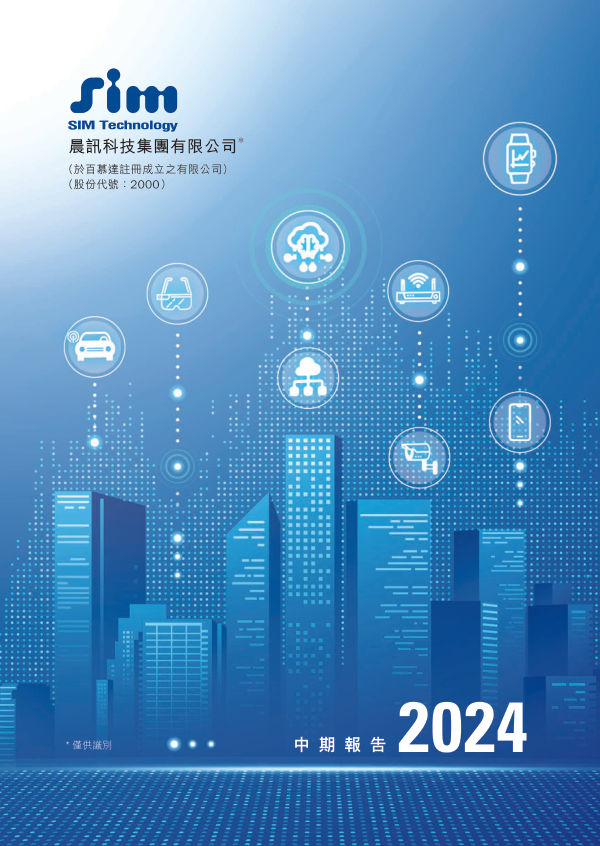 sim
SIM Technology
晨訊科技集團有限公司*
(於百慕達註冊成立之有限公司)
(股份代號：2000)
中期報告 2024
* 僅供識別